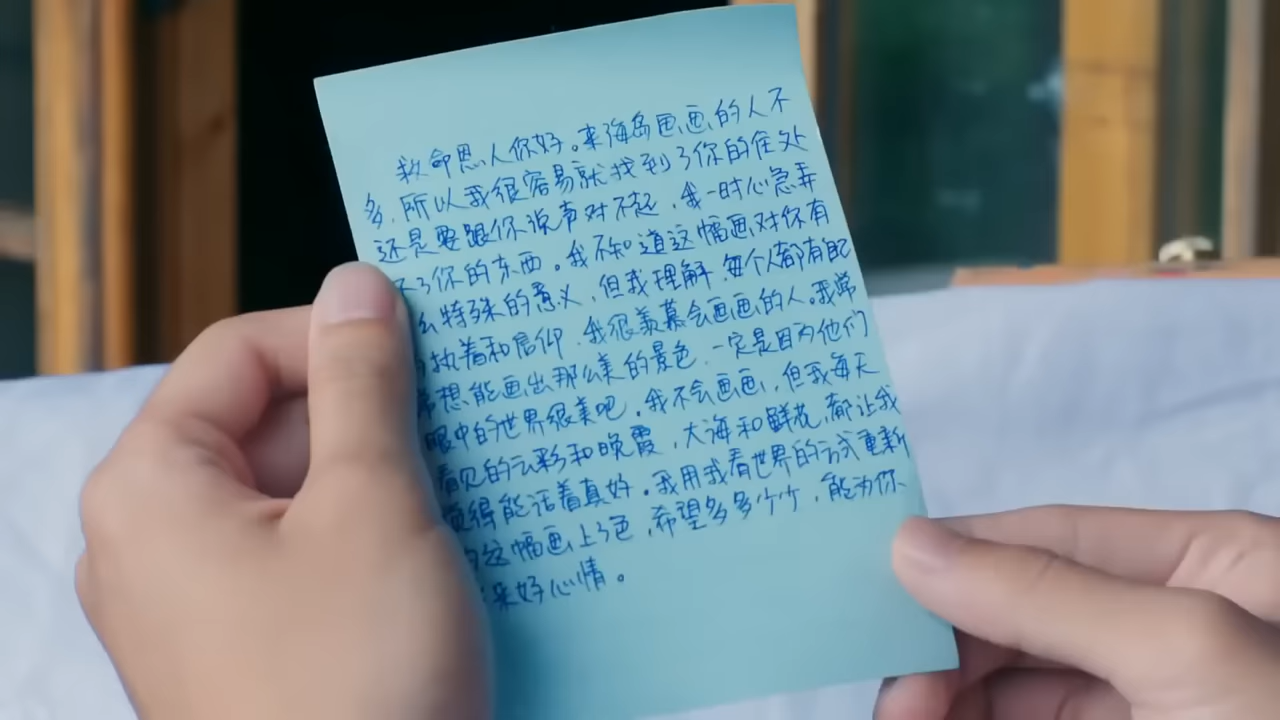 救命恩人你好。来海岛画画的人不
多，所以我很容易就找到了你的住处
还是要跟你说声对不起，我一时心急弄
了你的东西。我不知道这幅画对你有
么特殊的意义，但我理解，每个人都有配
执着和信仰，我很羡慕会画画的人。我常
常想，能画出那么美的景色，一定是因为他们
眼中的世界很美吧。我不会画画，但我每天
看见的云彩和晚霞，大海和鲜花，都让我
觉得能活着真好。我用我看世界的方式重新
这幅画上了色，希望多多少少，能为你
来好心情。